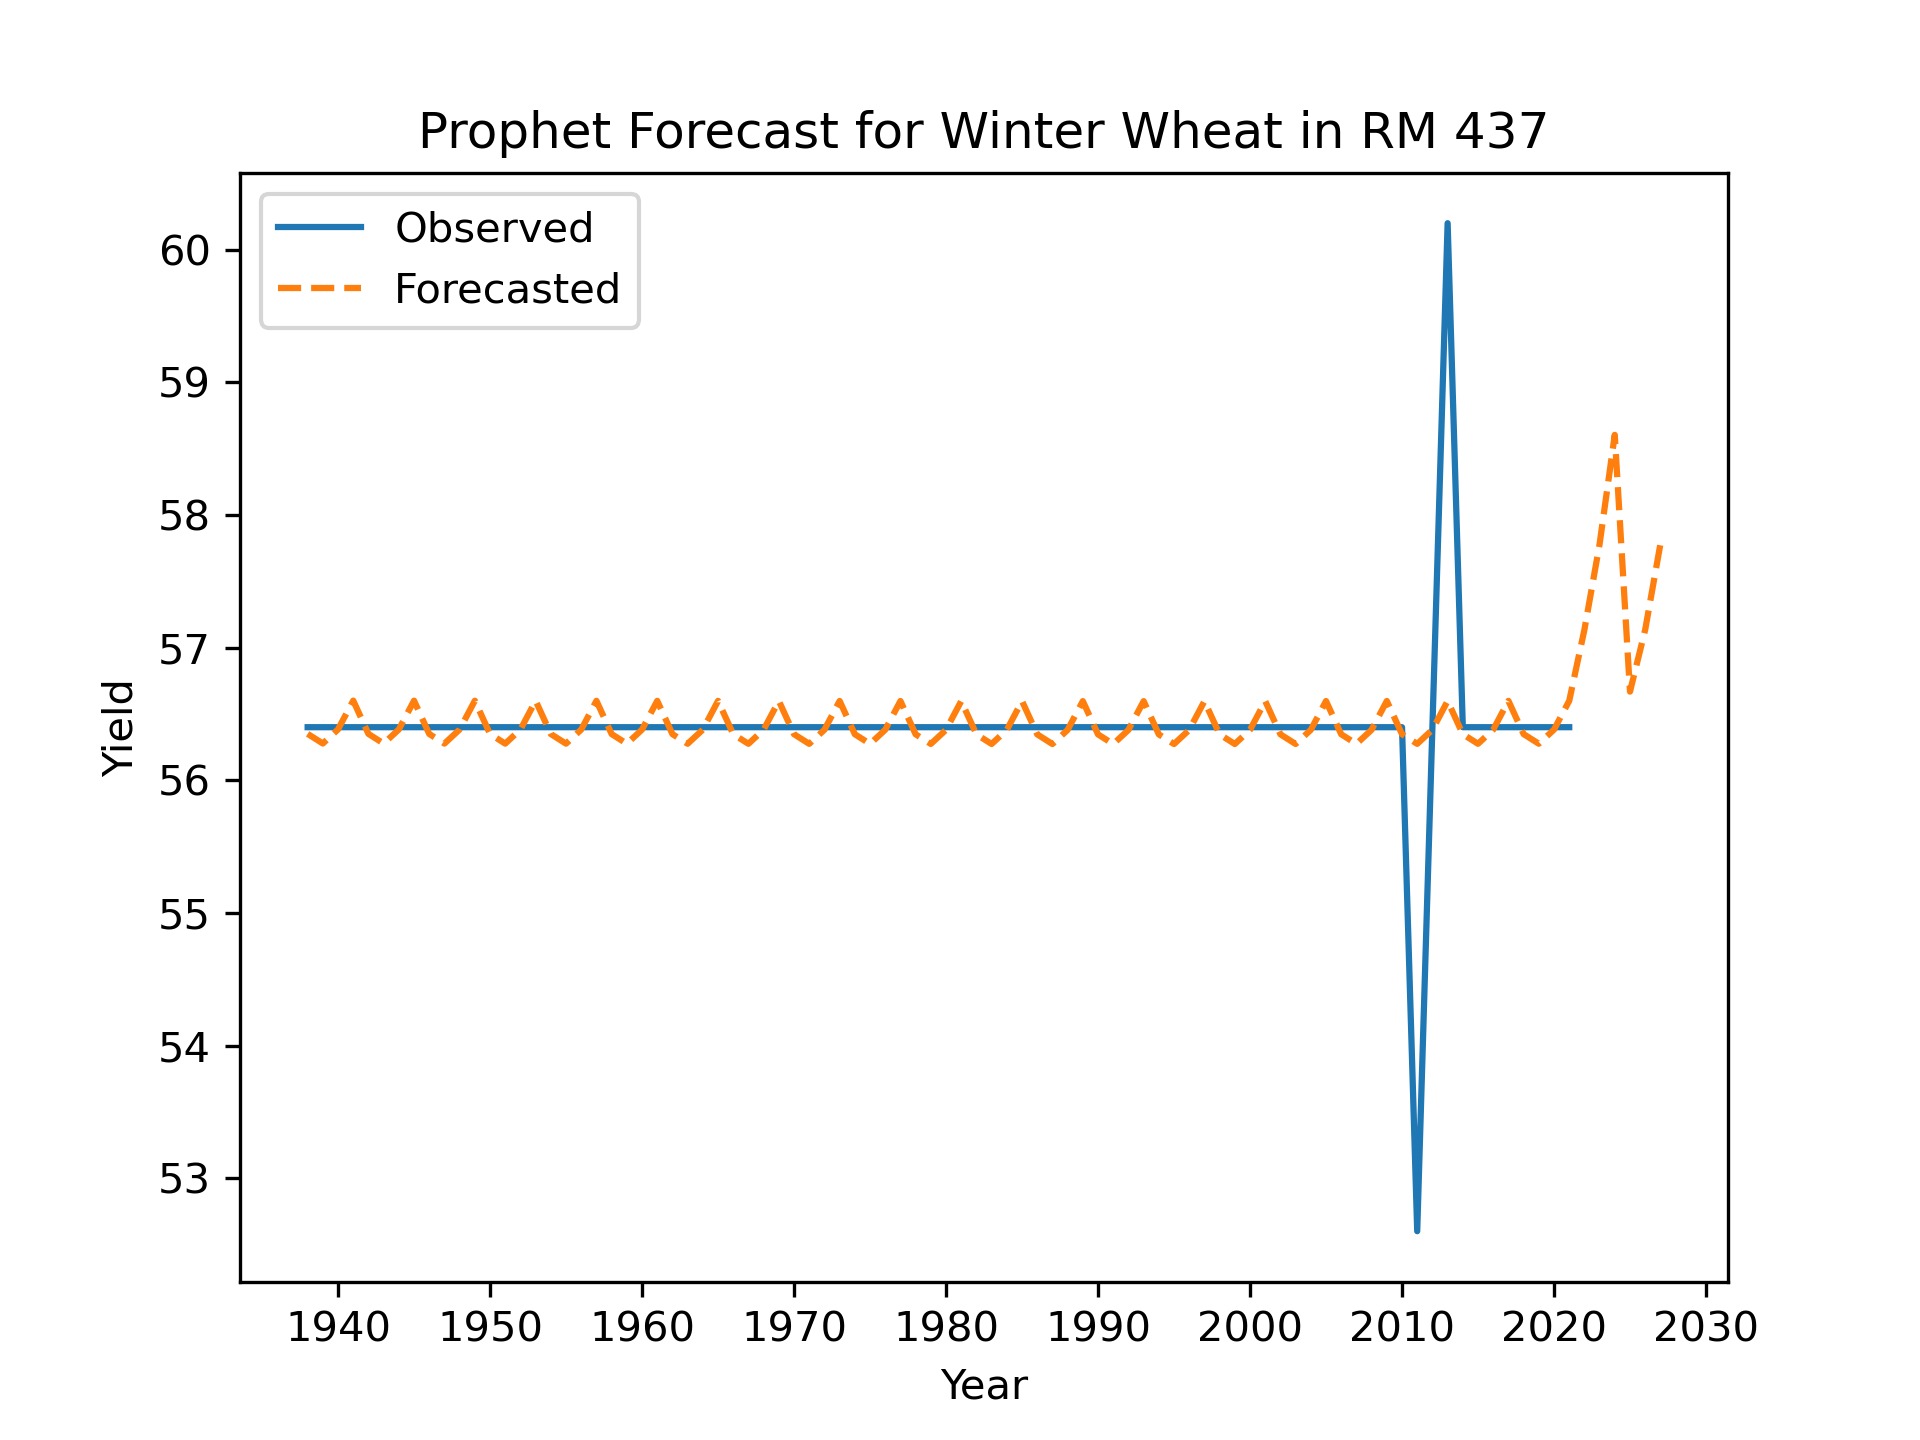 Prophet Forecast for Winter Wheat in RM 437
Observed
Forecasted
60
59
58
57
56
55
54
53
Yield
1940 1950 1960 1970 1980 1990 2000 2010 2020 2030
Year